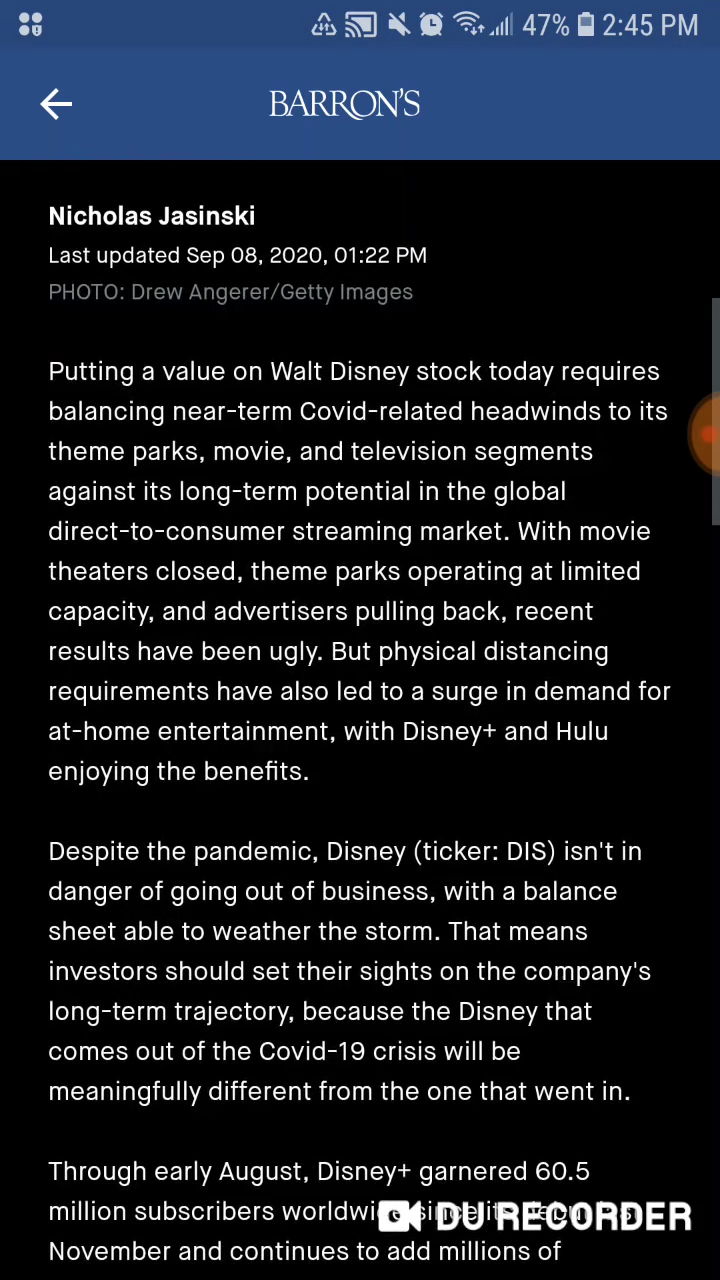 47% 2:45 PM
BARRON'S
Nicholas Jasinski
Last updated Sep 08, 2020, 01:22 PM
PHOTO: Drew Angerer/Getty Images
Putting a value on Walt Disney stock today requires
balancing near-term Covid-related headwinds to its
theme parks, movie, and television segments
against its long-term potential in the global
direct-to-consumer streaming market. With movie
theaters closed, theme parks operating at limited
capacity, and advertisers pulling back, recent
results have been ugly. But physical distancing
requirements have also led to a surge in demand for
at-home entertainment, with Disney+ and Hulu
enjoying the benefits.
Despite the pandemic, Disney (ticker: DIS) isn't in
danger of going out of business, with a balance
sheet able to weather the storm. That means
investors should set their sights on the company's
long-term trajectory, because the Disney that
comes out of the Covid-19 crisis will be
meaningfully different from the one that went in.
Through early August, Disney+ garnered 60.5
million subscribers worldwide since its
DU RECORDER
November and continues to add millions of